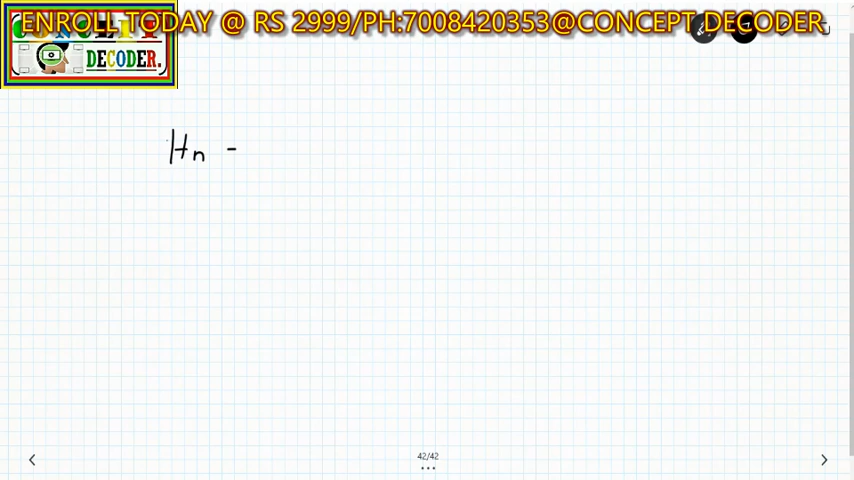 ENROLL TODAY @ RS 2999/PH:7008420353@CONCEPT DECODER.
DECODER.
Hn -
42/42